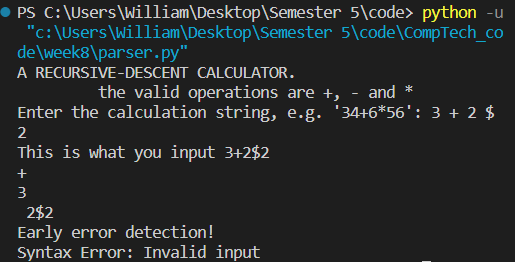 PS C:\Users\William\Desktop\Semester 5\code> python -u
"c:\Users\William\Desktop\Semester 5\code\CompTech_co
de\week8\parser.py"
A RECURSIVE-DESCENT CALCULATOR.
the valid operations are +, - and *
Enter the calculation string, e.g. '34+6*56': 3 + 2 $
2
This is what you input 3+2$2
+
3
2$2
Early error detection!
Syntax Error: Invalid input